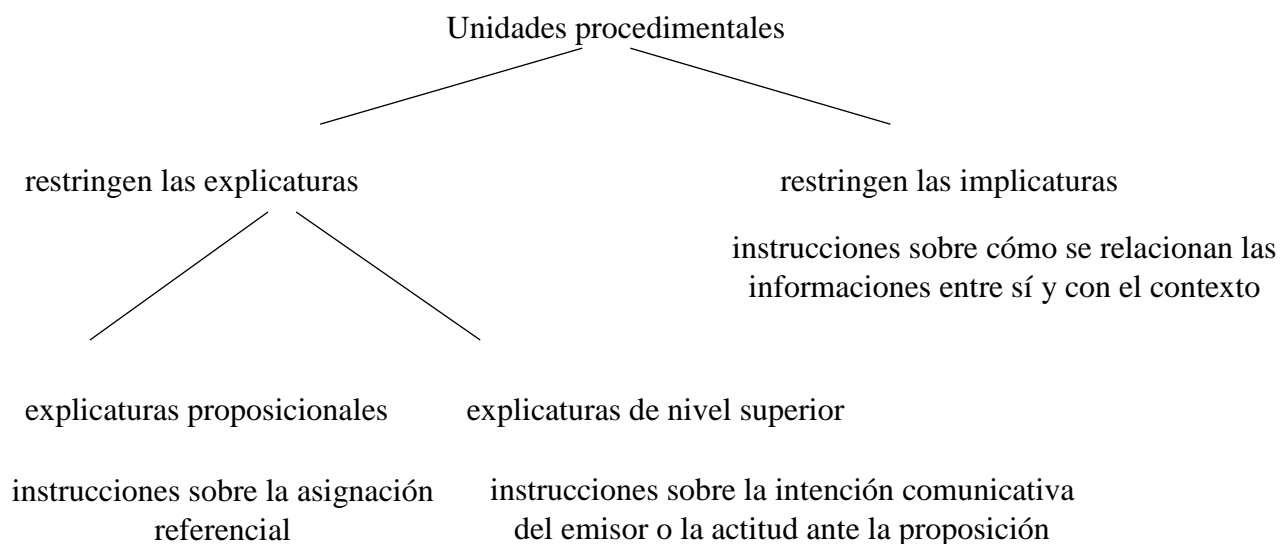 Unidades procedimentales
restringen las explicaturas
restringen las implicaturas
instrucciones sobre cómo se relacionan las
informaciones entre sí y con el contexto
explicaturas proposicionales
explicaturas de nivel superior
instrucciones sobre la asignación
referencial
instrucciones sobre la intención comunicativa
del emisor o la actitud ante la proposición